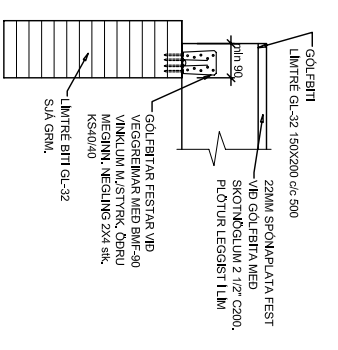 GÓLFBITI
LÍMTRÉ GL-32 150X200 c/c 500
22MM SPÓNAPLATA FEST
VIÐ GÓLFBITA MEÐ
SKOTNÖGLUM 2 1/2" C200.
PLÖTUR LEGGIST Í LÍM
min 90
GÓLFBITAR FESTAR VIÐ
VEGGREIMAR MEÐ BMF-90
VINKLUM M./STYRK. ÖÐRU
MEGINN. NEGLING 2X4 stk.
KS40/40
LÍMTRÉ BITI GL-32
SJÁ GRM.